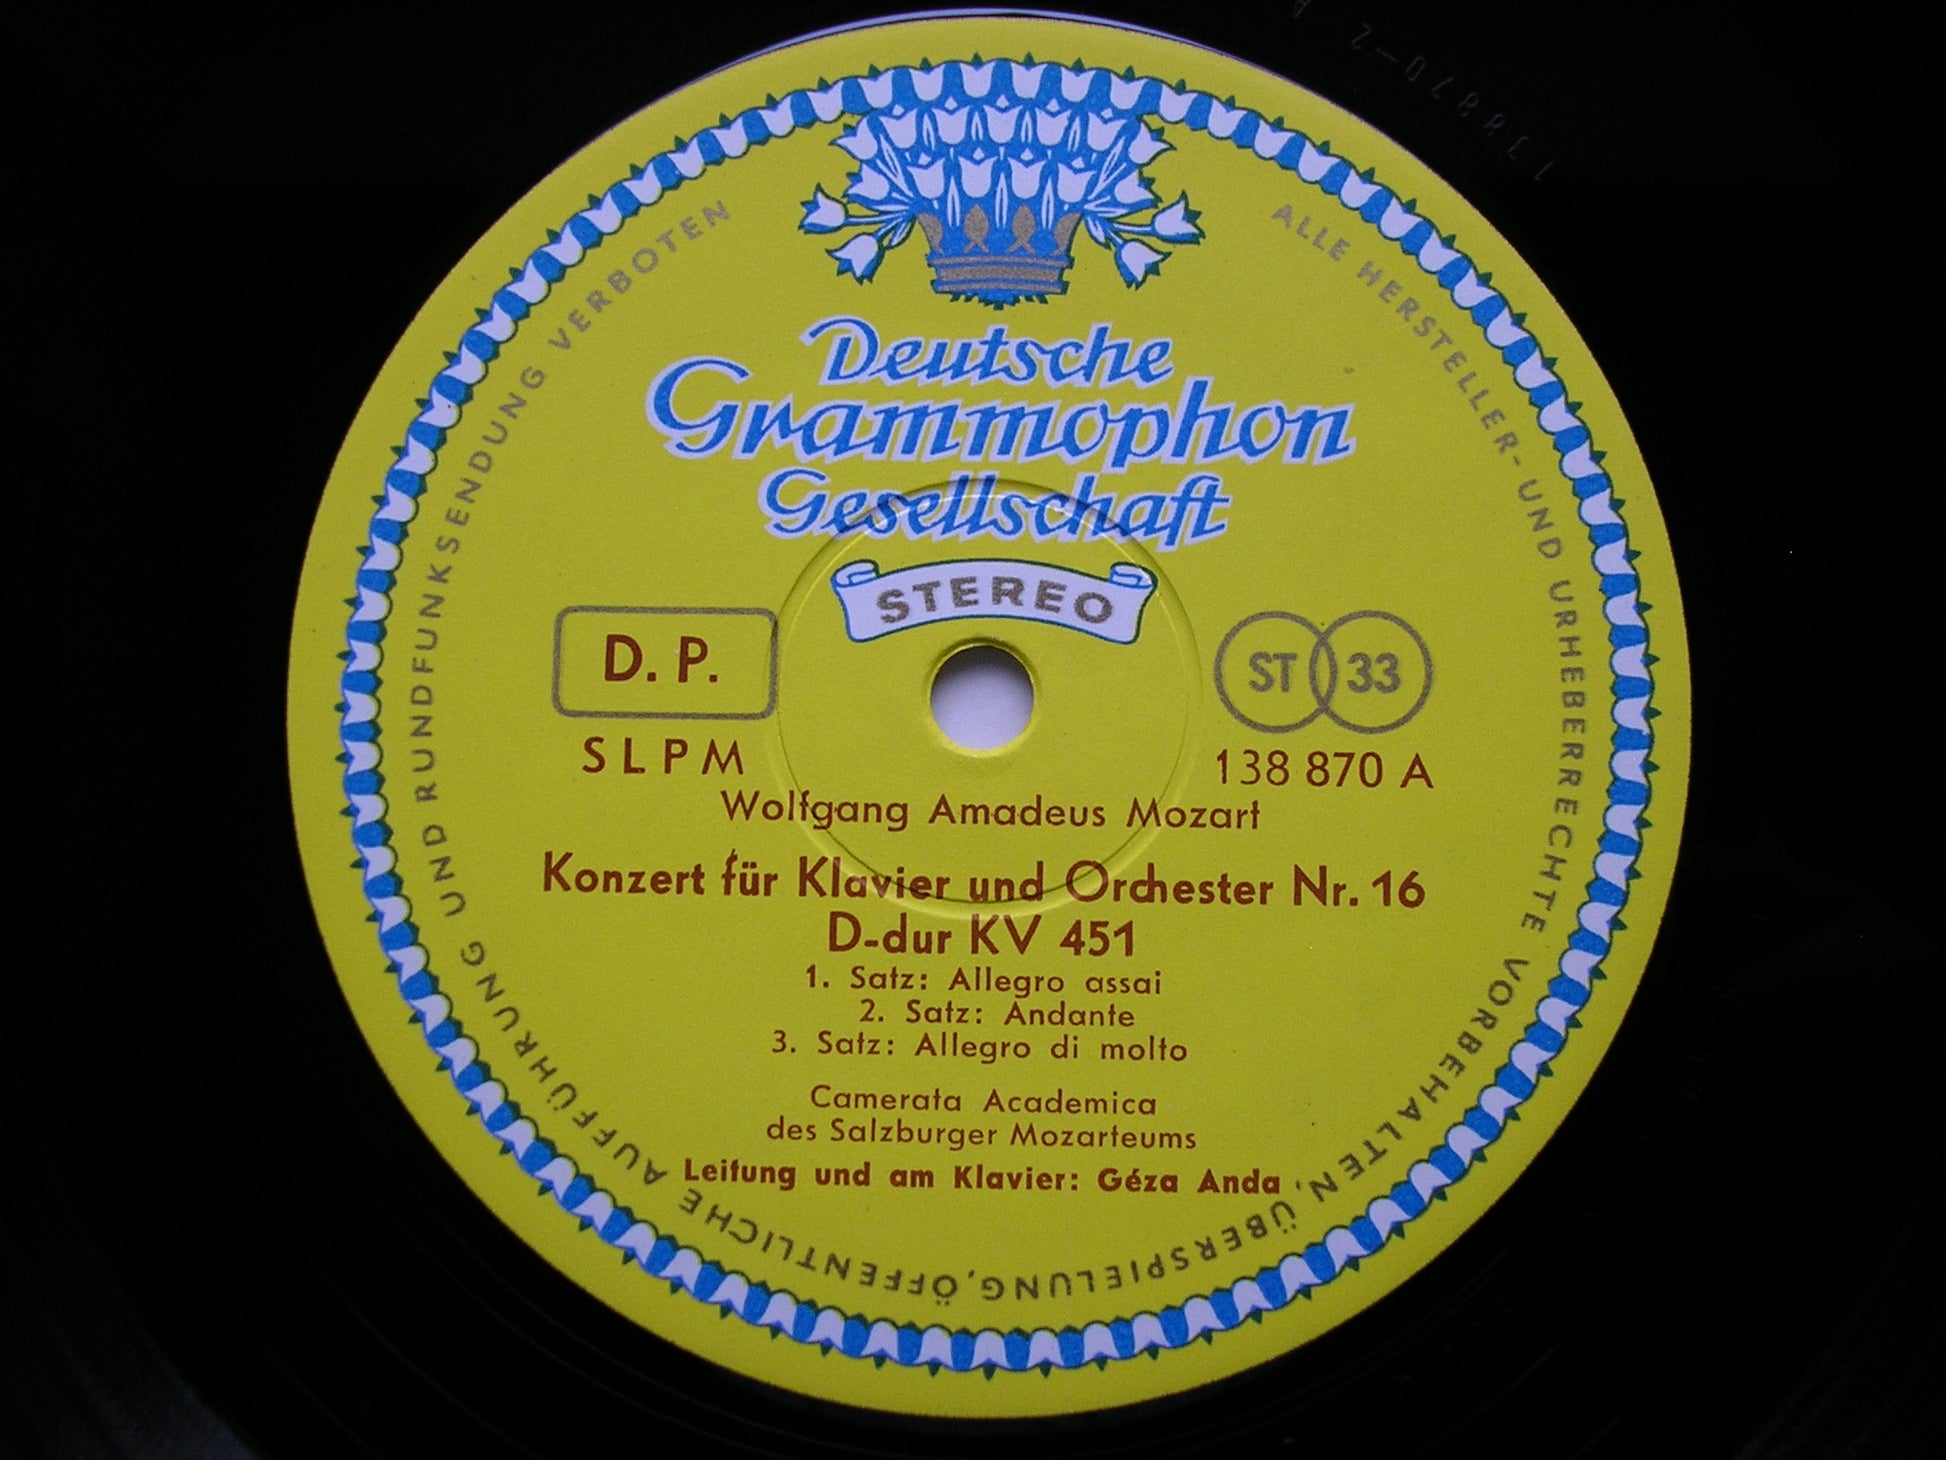 Deutsche
Grammophon
Gesellschaft
STEREO
D. P.
ST 33
SLPM
138 870 A
Wolfgang Amadeus Mozart
Konzert für Klavier und Orchester Nr. 16
D-dur KV 451
1. Satz: Allegro assai
2. Satz: Andante
3. Satz: Allegro di molto
Camerata Academica
des Salzburger Mozarteums
Leitung und am Klavier: Géza Anda
ALLE HERSTELLER- UND URHEBERRECHTE VORBEHALTEN, ÜBERSPIELUNG, ÖFFENTLICHE AUFFÜHRUNG UND RUNDFUNKSENDUNG VERBOTEN